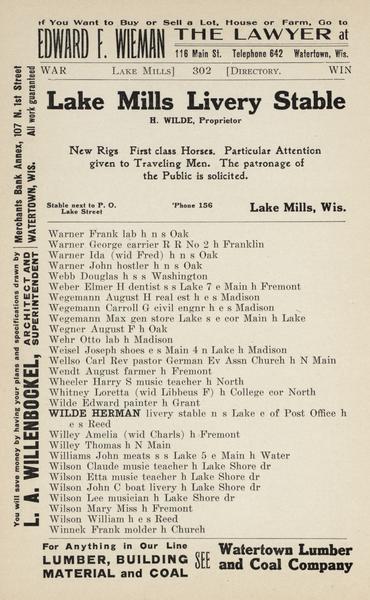 If You Want to Buy or Sell a Lot, House or Farm, Go to
EDWARD F. WIEMAN THE LAWYER at
116 Main St. Telephone 642 Watertown, Wis.
WAR LAKE MILLS] 302 [DIRECTORY. WIN
Lake Mills Livery Stable
H. WILDE, Proprietor
New Rigs First class Horses. Particular Attention
given to Traveling Men. The patronage of
the Public is solicited.
Stable next to P. O.
Lake Street
'Phone 156
Lake Mills, Wis.
Warner Frank lab h n s Oak
Warner George carrier R R No 2 h Franklin
Warner Ida (wid Fred) h n s Oak
Warner John hostler h n s Oak
Webb Douglas h s s Washington
Weber Elmer H dentist s s Lake 7 e Main h Fremont
Wegemann August H real est h e s Madison
Wegemann Carroll G civil engnr h e s Madison
Wegemann Max gen store Lake s e cor Main h Lake
Wegner August F h Oak
Wehr Otto lab h Madison
Weisel Joseph shoes e s Main 4 n Lake h Madison
Wellso Carl Rev pastor German Ev Assn Church h N Main
Wendt August farmer h Fremont
Wheeler Harry S music teacher h North
Whitney Loretta (wid Libbeus F) h College cor North
Wilde Edward painter h Grant
WILDE HERMAN livery stable n s Lake e of Post Office h
e s Reed
Willey Amelia (wid Charls) h Fremont
Willey Thomas h N Main
Williams John meats s s Lake 5 e Main h Water
Wilson Claude music teacher h Lake Shore dr
Wilson Etta music teacher h Lake Shore dr
Wilson John C boat livery h Lake Shore dr
Wilson Lee musician h Lake Shore dr
Wilson Mary Miss h Fremont
Wilson William h e s Reed
Winnek Frank molder h Church
You will save money by having your plans and specifications drawn by
L. A. WILLENBOCKEL, ARCHITECT AND
SUPERINTENDENT
Merchants Bank Annex, 107 N. 1st Street
WATERTOWN, WIS. All work guaranteed
For Anything in Our Line
LUMBER, BUILDING
MATERIAL and COAL
SEE
Watertown Lumber
and Coal Company